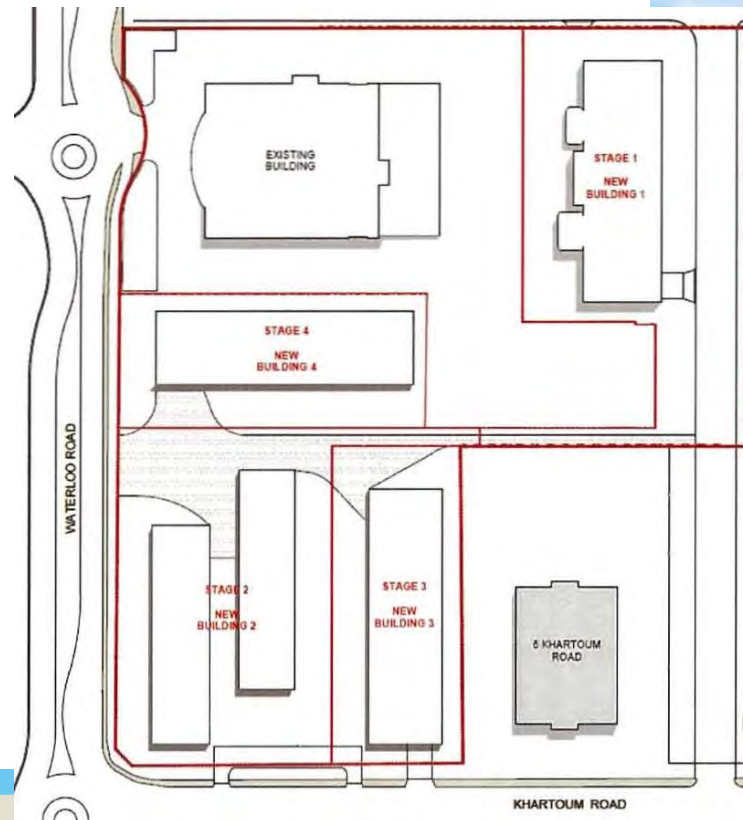 EXISTING
BUILDING
STAGE 1
NEW
BUILDING 1
STAGE 4
NEW
BUILDING 4
WATERLOO ROAD
STAGE 2
NEW
BUILDING 2
STAGE 3
NEW
BUILDING 3
6 KHARTOUM
ROAD
KHARTOUM ROAD